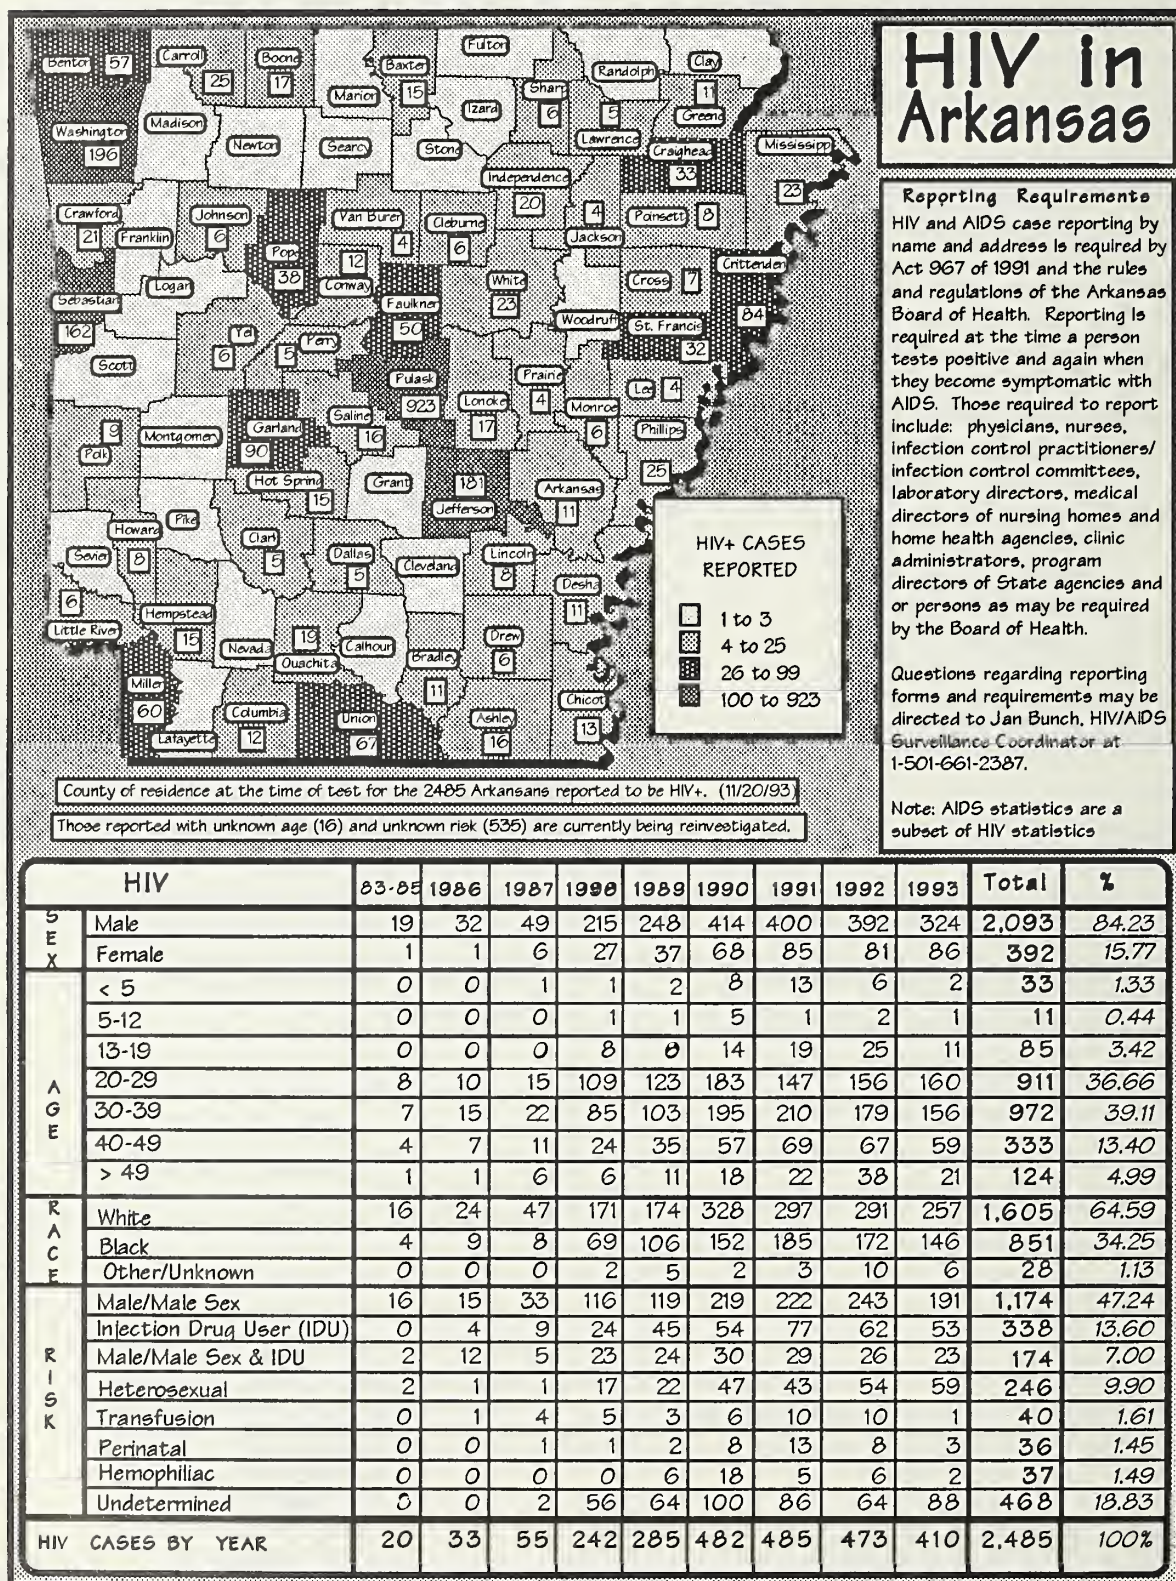 HIV in
Arkansas
Benton 57
Carroll 25
Boone 17
Marion
Baxter 15
Fulton
Izard
Sharp 6
Randolph
Lawrence 5
Clay
11 Greene
Washington 196
Madison
Newton
Searcy
Stone
Independence 20
Craighead 33
Mississipp 23
Crawford 21
Franklin
Johnson 6
Pope 38
Van Buren 4
Cleburne 6
4 Jackson
Poinsett 8
Logan
12 Conway
Faulkner 50
White 23
Woodruff
Cross 7
Crittenden 84
Sebastian 162
St. Francis 32
Scott
Yel 6
Perry 5
Pulask 923
Lonoke 17
Prairie 4
Monroe 6
Lee 4
Phillips 25
9 Polk
Montgomery
Garland 90
Saline 16
Hot Spring 15
Grant
181 Jefferson
Arkansas 11
Sevier
Howard 8
Pike
Clark 5
Dallas 5
Cleveland
Lincoln 8
Desha 11
6 Little River
Hempstead 15
Nevada
19 Ouachita
Calhoun
Bradley 11
Drew 6
Miller 60
Lafayette
Columbia 12
Union 67
Ashley 16
Chicot 13
HIV+ CASES
REPORTED
1 to 3
4 to 25
26 to 99
100 to 923
County of residence at the time of test for the 2485 Arkansans reported to be HIV+. (11/20/93)
Those reported with unknown age (16) and unknown risk (535) are currently being reinvestigated.
Reporting Requirements
HIV and AIDS case reporting by
name and address is required by
Act 967 of 1991 and the rules
and regulations of the Arkansas
Board of Health. Reporting is
required at the time a person
tests positive and again when
they become symptomatic with
AIDS. Those required to report
include: physicians, nurses,
infection control practitioners/
infection control committees,
laboratory directors, medical
directors of nursing homes and
home health agencies, clinic
administrators, program
directors of State agencies and
or persons as may be required
by the Board of Health.
Questions regarding reporting
forms and requirements may be
directed to Jan Bunch, HIV/AIDS
Surveillance Coordinator at
1-501-661-2387.
Note: AIDS statistics are a
subset of HIV statistics
HIV 83-85 1986 1987 1998 1989 1990 1991 1992 1993 Total %
SEX
Male 19 32 49 215 248 414 400 392 324 2,093 84.23
Female 1 1 6 27 37 68 85 81 86 392 15.77
AGE
< 5 0 0 1 1 2 8 13 6 2 33 1.33
5-12 0 0 0 1 1 5 1 2 1 11 0.44
13-19 0 0 0 8 14 19 25 11 85 3.42
20-29 8 10 15 109 123 183 147 156 160 911 36.66
30-39 7 15 22 85 103 195 210 179 156 972 39.11
40-49 4 7 11 24 35 57 69 67 59 333 13.40
> 49 1 1 6 6 11 18 22 38 21 124 4.99
RACE
White 16 24 47 171 174 328 297 291 257 1,605 64.59
Black 4 9 8 69 106 152 185 172 146 851 34.25
Other/Unknown 0 0 0 2 5 2 3 10 6 28 1.13
RISK
Male/Male Sex 16 15 33 116 119 219 222 243 191 1,174 47.24
Injection Drug User (IDU) 0 4 9 24 45 54 77 62 53 338 13.60
Male/Male Sex & IDU 2 12 5 23 24 30 29 26 23 174 7.00
Heterosexual 2 1 1 17 22 47 43 54 59 246 9.90
Transfusion 0 1 4 5 3 6 10 10 1 40 1.61
Perinatal 0 0 1 1 2 8 13 8 3 36 1.45
Hemophiliac 0 0 0 0 6 18 5 6 2 37 1.49
Undetermined 0 0 2 56 64 100 86 64 88 468 18.83
HIV CASES BY YEAR 20 33 55 242 285 482 485 473 410 2,485 100%